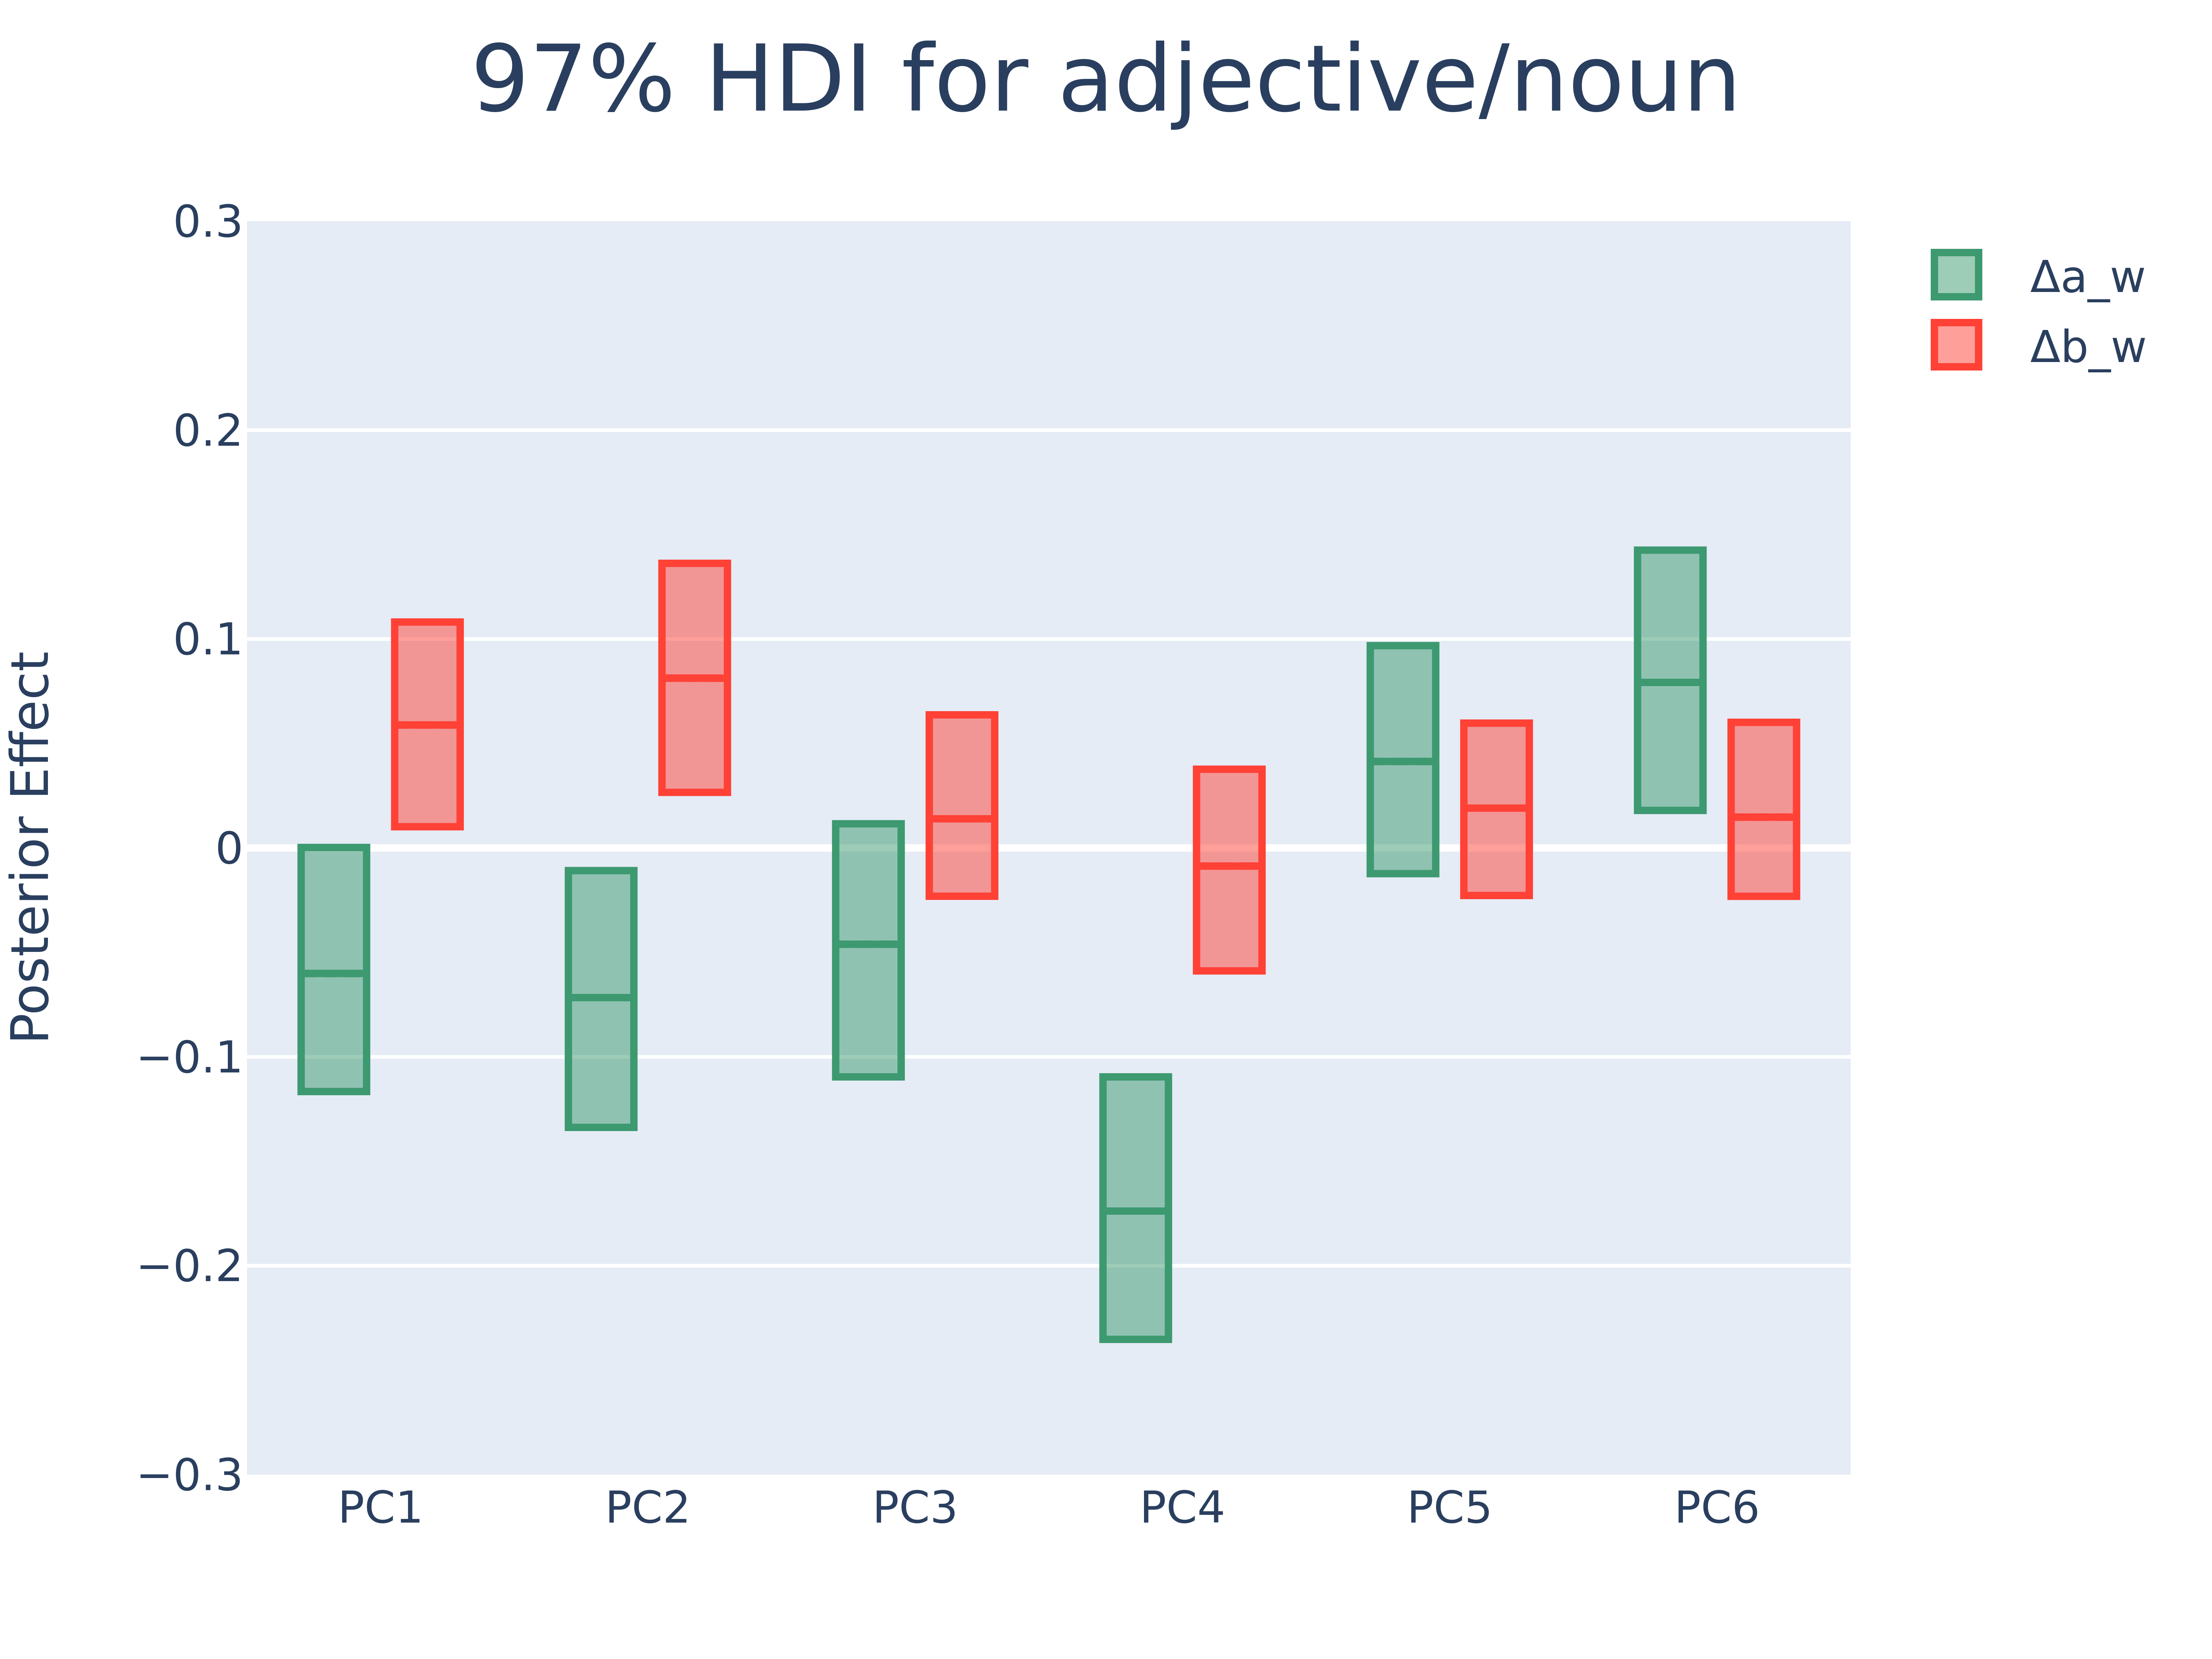 97% HDI for adjective/noun
Δa_w
Δb_w
Posterior Effect
0.3
0.2
0.1
0
−0.1
−0.2
−0.3
PC1 PC2 PC3 PC4 PC5 PC6